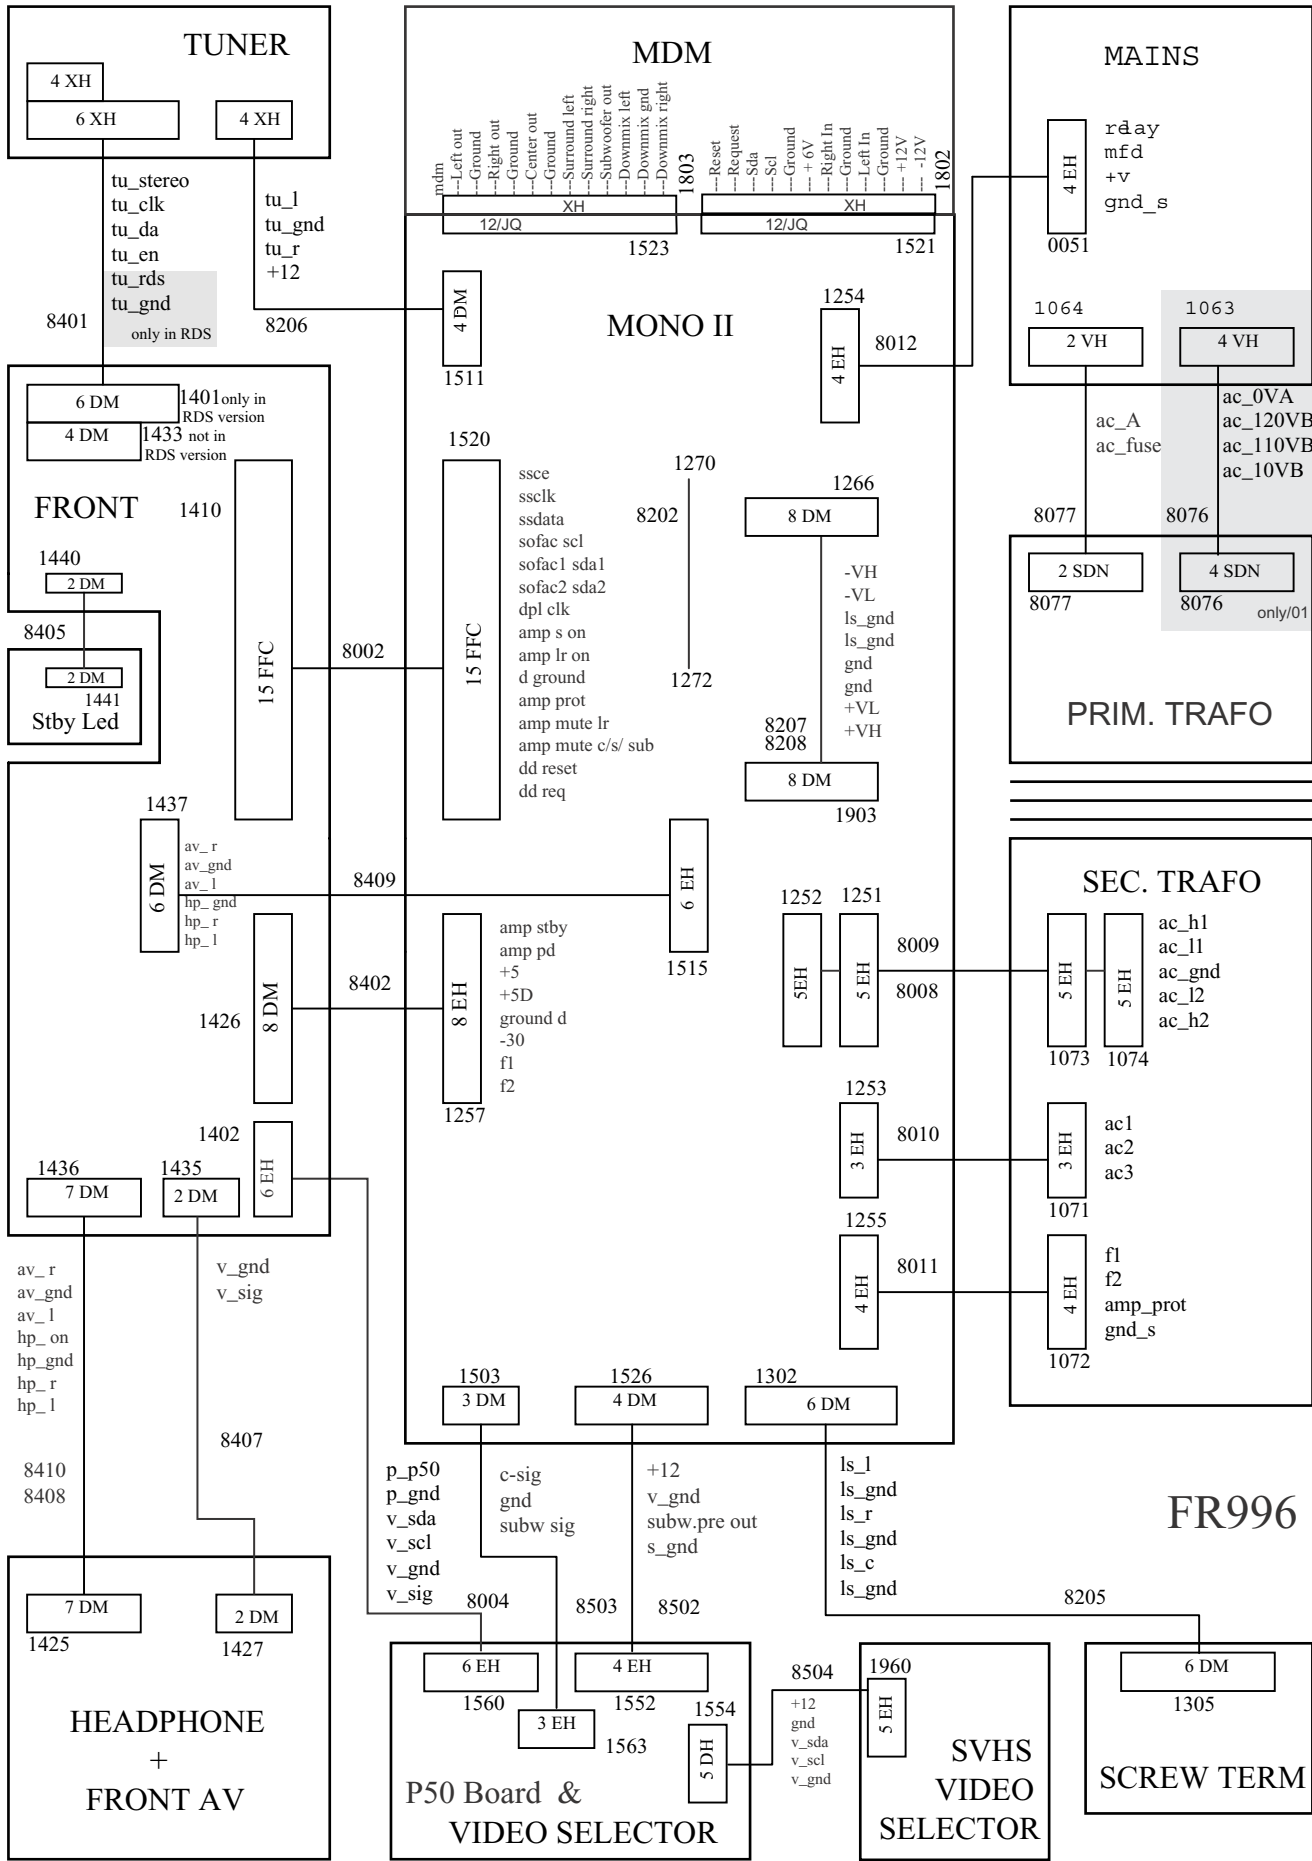 TUNER
4 XH
6 XH
4 XH
tu_stereo
tu_clk
tu_da
tu_en
tu_rds
tu_gnd
only in RDS
8401
tu_l
tu_gnd
tu_r
+12
8206
MDM
mdm
---Left out
---Ground
---Right out
---Ground
---Center out
---Ground
---Surround left
---Surround right
---Subwoofer out
---Downmix left
---Downmix gnd
---Downmix right
1803
---Reset
---Request
---Sda
---Scl
---Ground
--- + 6V
---Right In
---Ground
---Left In
---Ground
--- +12V
--- -12V
1802
XH
12/JQ
1523
XH
12/JQ
1521
MAINS
4 EH
0051
relay
mfd
+v
gnd_s
1064
2 VH
1063
4 VH
ac_A
ac_fuse
ac_0VA
ac_120VB
ac_110VB
ac_10VB
8077
8076
2 SDN
8077
4 SDN
8076
only/01
PRIM. TRAFO
MONO II
4 DM
1511
1254
4 EH
8012
6 DM
1401 only in
RDS version
4 DM
1433 not in
RDS version
FRONT
1410
15 FFC
1440
2 DM
8405
2 DM
1441
Stby Led
8002
1520
15 FFC
ssce
ssclk
ssdata
sofac scl
sofac1 sda1
sofac2 sda2
dpl clk
amp s on
amp lr on
d ground
amp prot
amp mute lr
amp mute c/s/ sub
dd reset
dd req
1270
8202
1272
1266
8 DM
-VH
-VL
ls_gnd
ls_gnd
gnd
gnd
+VL
+VH
8207
8208
8 DM
1903
1437
6 DM
av_ r
av_gnd
av_ l
hp_ gnd
hp_ r
hp_ l
8409
6 EH
1515
1426
8 DM
8402
8 EH
1257
amp stby
amp pd
+5
+5D
ground d
-30
f1
f2
1252
5EH
1251
5 EH
8009
8008
SEC. TRAFO
5 EH
1073
5 EH
1074
ac_h1
ac_l1
ac_gnd
ac_l2
ac_h2
1253
3 EH
8010
3 EH
1071
ac1
ac2
ac3
1255
4 EH
8011
4 EH
1072
f1
f2
amp_prot
gnd_s
1402
6 EH
1436
7 DM
1435
2 DM
av_ r
av_gnd
av_ l
hp_ on
hp_gnd
hp_ r
hp_ l
8410
8408
v_gnd
v_sig
8407
1503
3 DM
1526
4 DM
1302
6 DM
p_p50
p_gnd
v_sda
v_scl
v_gnd
v_sig
8004
c-sig
gnd
subw sig
8503
+12
v_gnd
subw.pre out
s_gnd
8502
ls_l
ls_gnd
ls_r
ls_gnd
ls_c
ls_gnd
8205
FR996
7 DM
1425
2 DM
1427
HEADPHONE
+
FRONT AV
6 EH
1560
4 EH
1552
3 EH
1563
1554
5 DH
P50 Board &
VIDEO SELECTOR
8504
+12
gnd
v_sda
v_scl
v_gnd
1960
5 EH
SVHS
VIDEO
SELECTOR
6 DM
1305
SCREW TERM